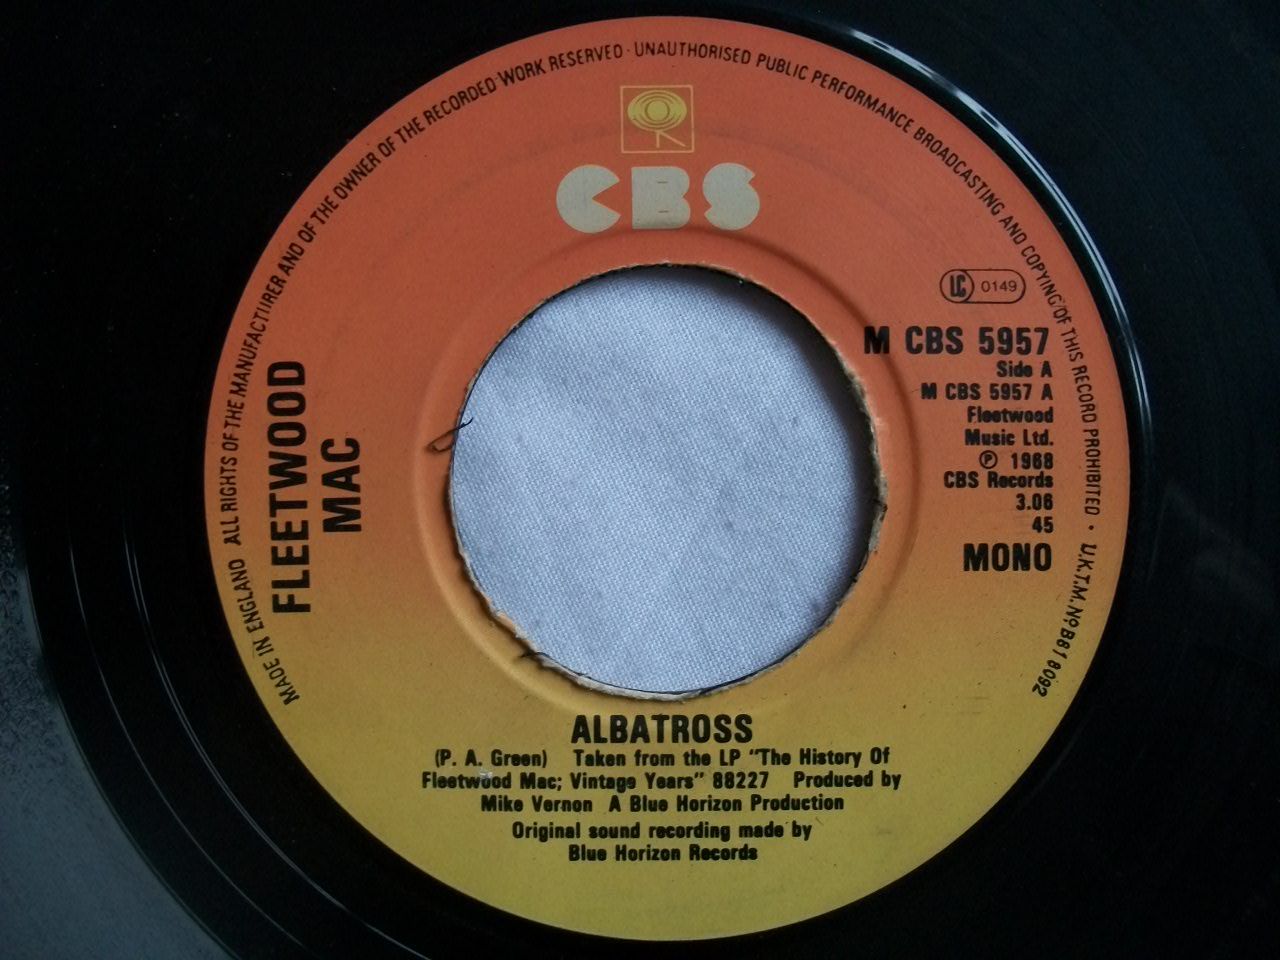 MADE IN ENGLAND ALL RIGHTS OF THE MANUFACTURER AND OF THE OWNER OF THE RECORDED WORK RESERVED · UNAUTHORISED PUBLIC PERFORMANCE BROADCASTING AND COPYING OF THIS RECORD PROHIBITED · U.K.T.M. Nº B618092
CBS
LC 0149
M CBS 5957
Side A
M CBS 5957 A
Fleetwood
Music Ltd.
℗ 1968
CBS Records
3.06
45
MONO
FLEETWOOD
MAC
ALBATROSS
(P. A. Green) Taken from the LP "The History Of
Fleetwood Mac; Vintage Years" 88227 Produced by
Mike Vernon A Blue Horizon Production
Original sound recording made by
Blue Horizon Records